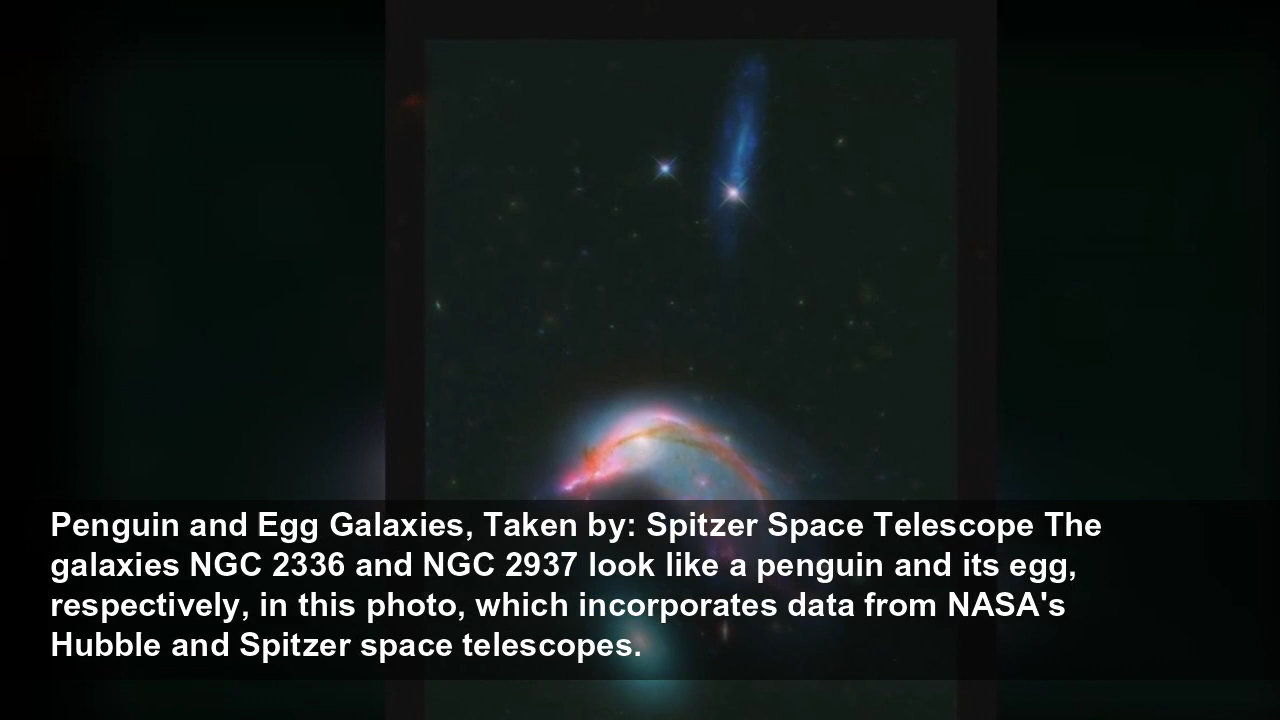 Penguin and Egg Galaxies, Taken by: Spitzer Space Telescope The
galaxies NGC 2336 and NGC 2937 look like a penguin and its egg,
respectively, in this photo, which incorporates data from NASA's
Hubble and Spitzer space telescopes.